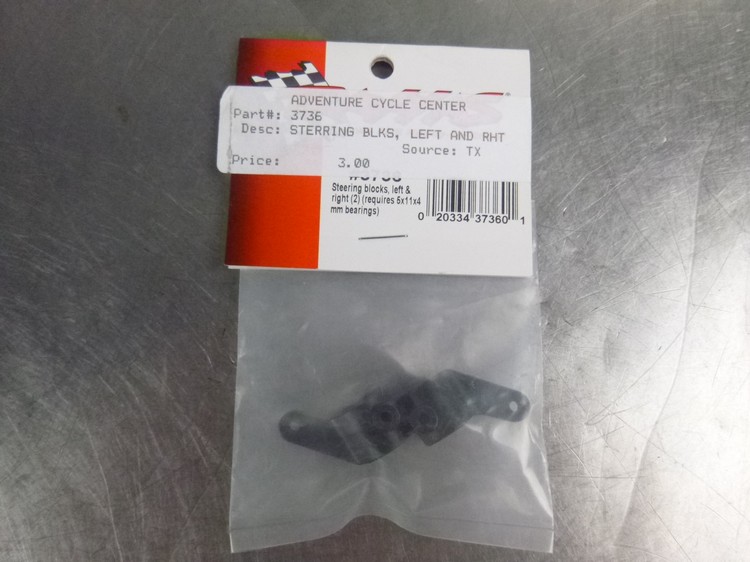 ADVENTURE CYCLE CENTER
Part#: 3736
Desc: STERRING BLKS, LEFT AND RHT
Source: TX
Price: 3.00
Steering blocks, left &
right (2) (requires 5x11x4
mm bearings)
0 20334 37360 1